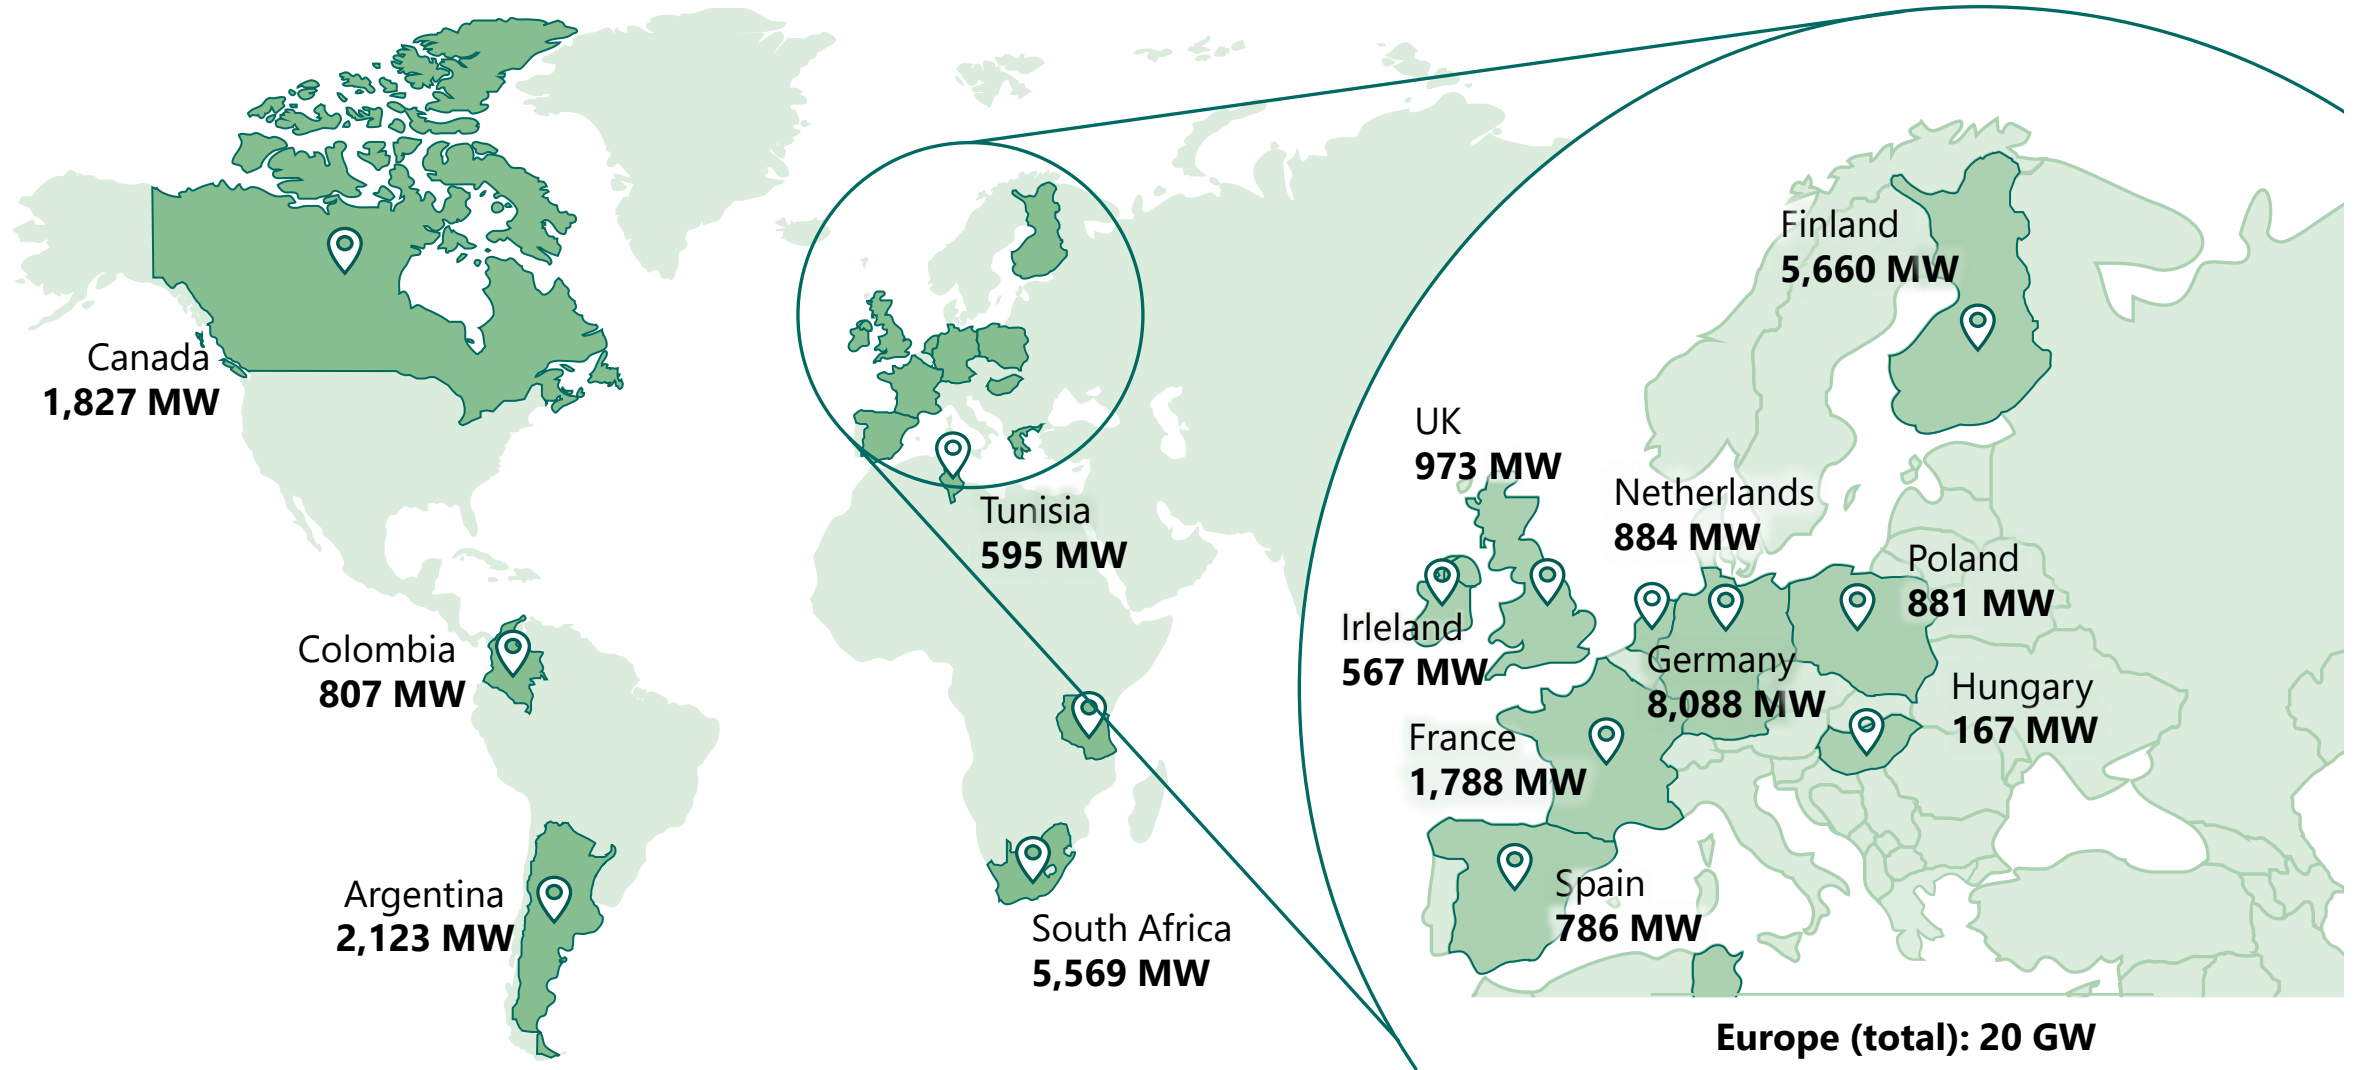 Canada
1,827 MW
Colombia
807 MW
Argentina
2,123 MW
Tunisia
595 MW
South Africa
5,569 MW
Finland
5,660 MW
UK
973 MW
Netherlands
884 MW
Poland
881 MW
Irleland
567 MW
Germany
8,088 MW
Hungary
167 MW
France
1,788 MW
Spain
786 MW
Europe (total): 20 GW